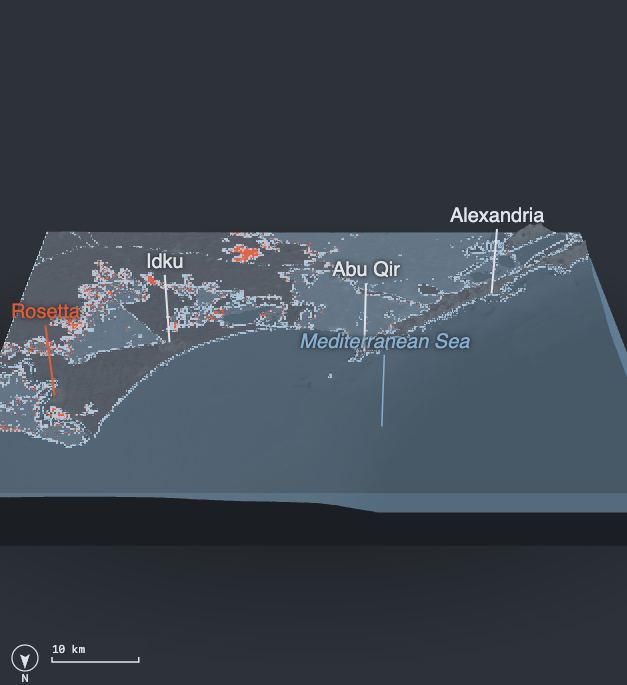 Alexandria
Idku
Abu Qir
Rosetta
Mediterranean Sea
10 km
N